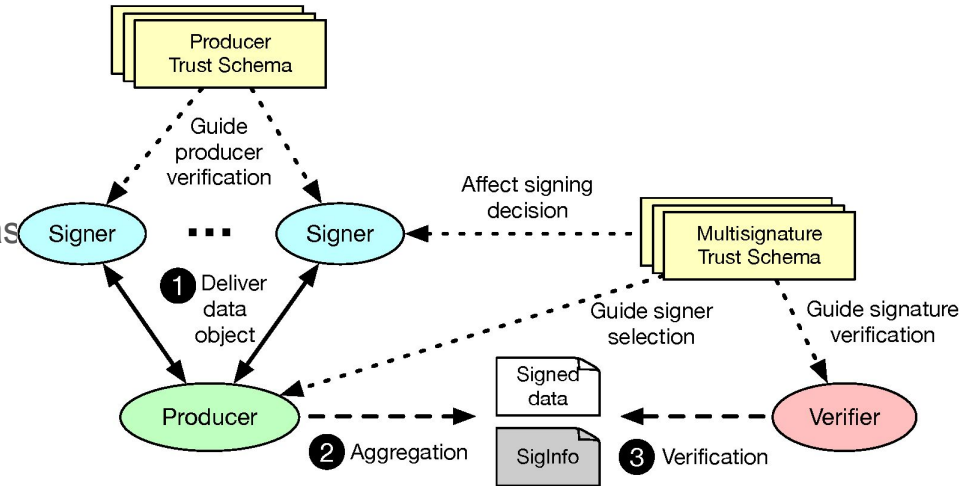 Producer
Trust Schema
Guide
producer
verification
Affect signing
decision
as
Signer
Signer
Multisignature
Trust Schema
1 Deliver
data
object
Guide signer
selection
Guide signature
verification
Signed
data
Producer
Verifier
2 Aggregation
SigInfo
3 Verification